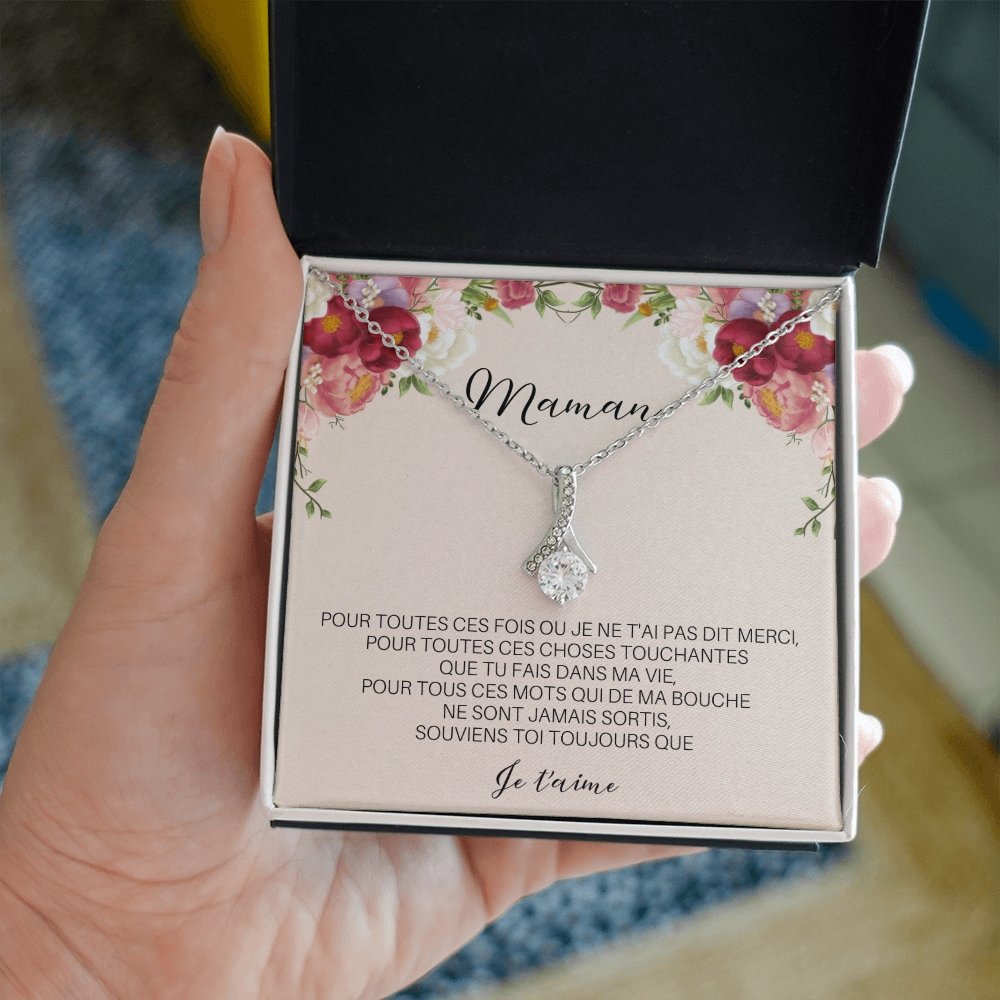 Maman
POUR TOUTES CES FOIS OU JE NE T'AI PAS DIT MERCI,
POUR TOUTES CES CHOSES TOUCHANTES
QUE TU FAIS DANS MA VIE,
POUR TOUS CES MOTS QUI DE MA BOUCHE
NE SONT JAMAIS SORTIS,
SOUVIENS TOI TOUJOURS QUE
Je t'aime